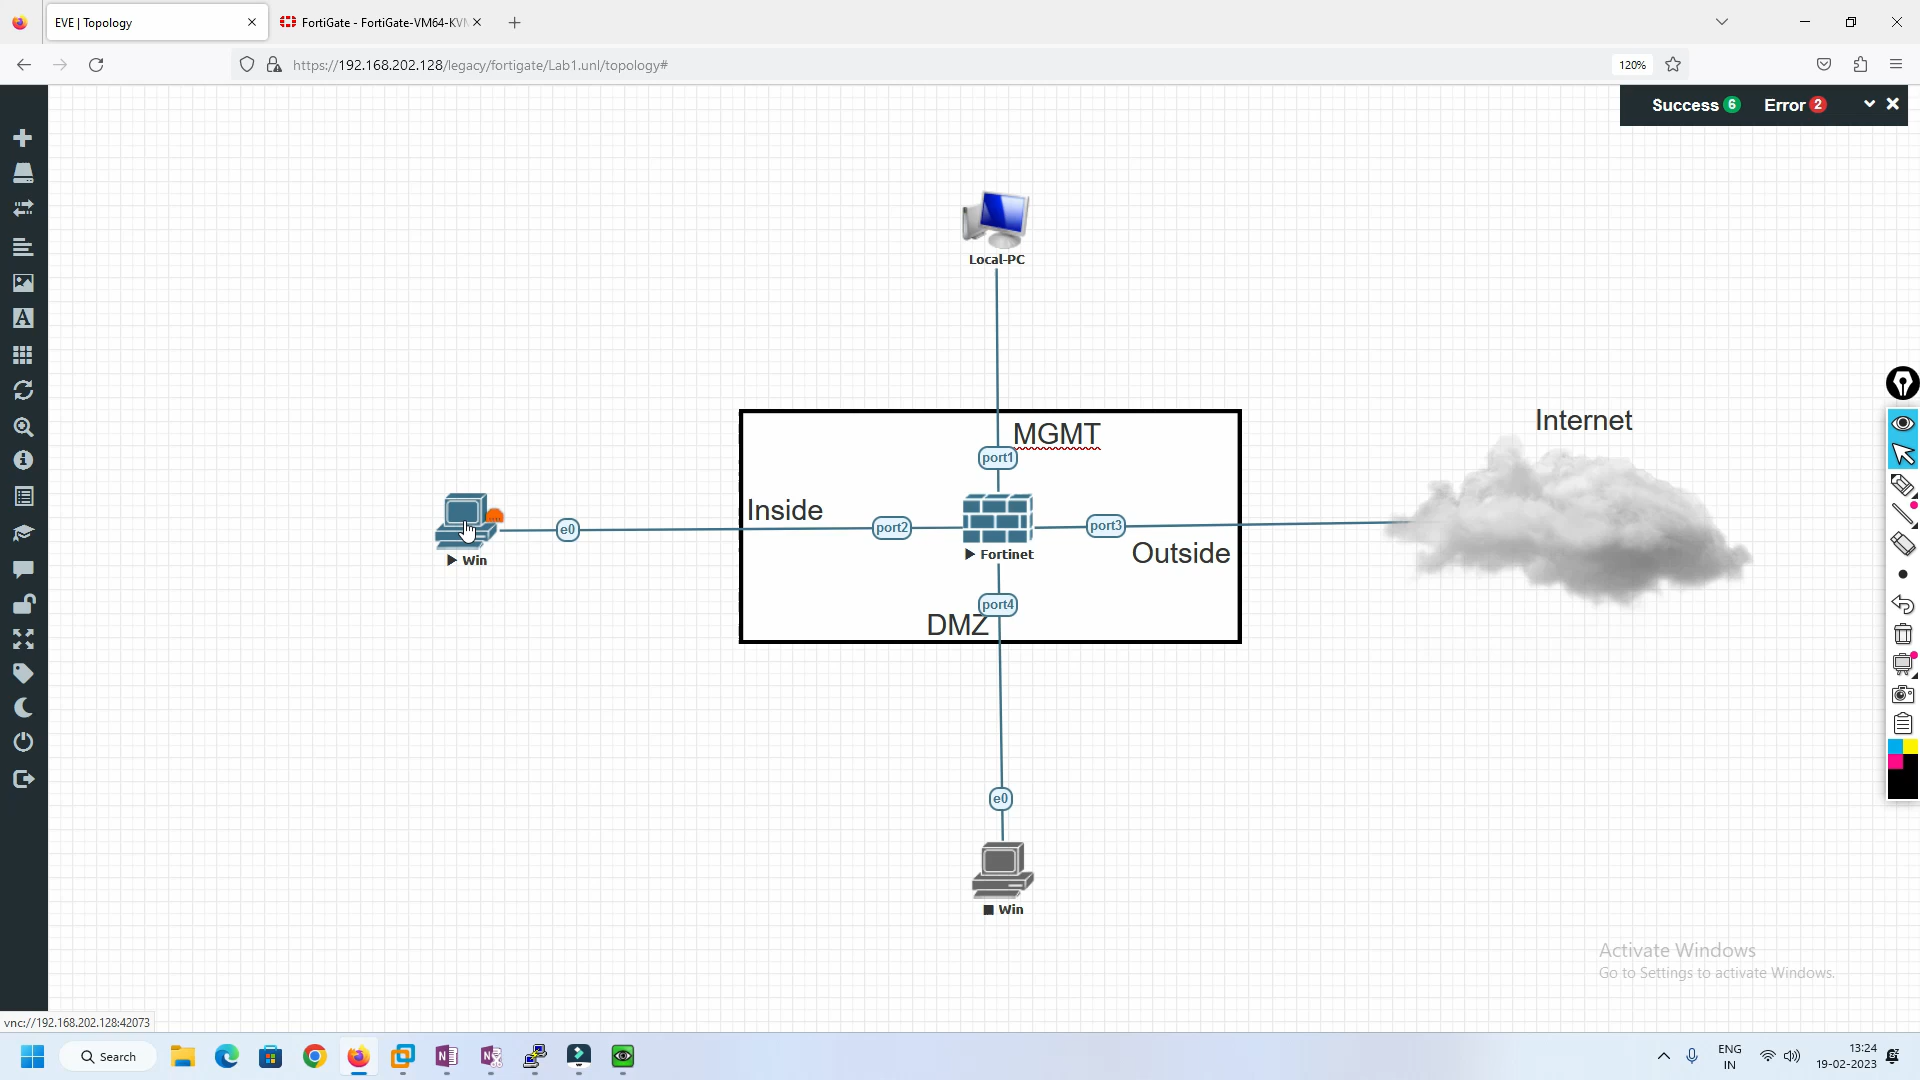 EVE | Topology
FortiGate - FortiGate-VM64-KVM
https://192.168.202.128/legacy/fortigate/Lab1.unl/topology#
120%
Success 6 Error 2
Local-PC
MGMT
port1
Internet
Inside
e0
port2
port3
Fortinet
Outside
Win
port4
DMZ
e0
Win
Activate Windows
Go to Settings to activate Windows.
vnc://192.168.202.128:42073
Search
ENG
IN
13:24
19-02-2023